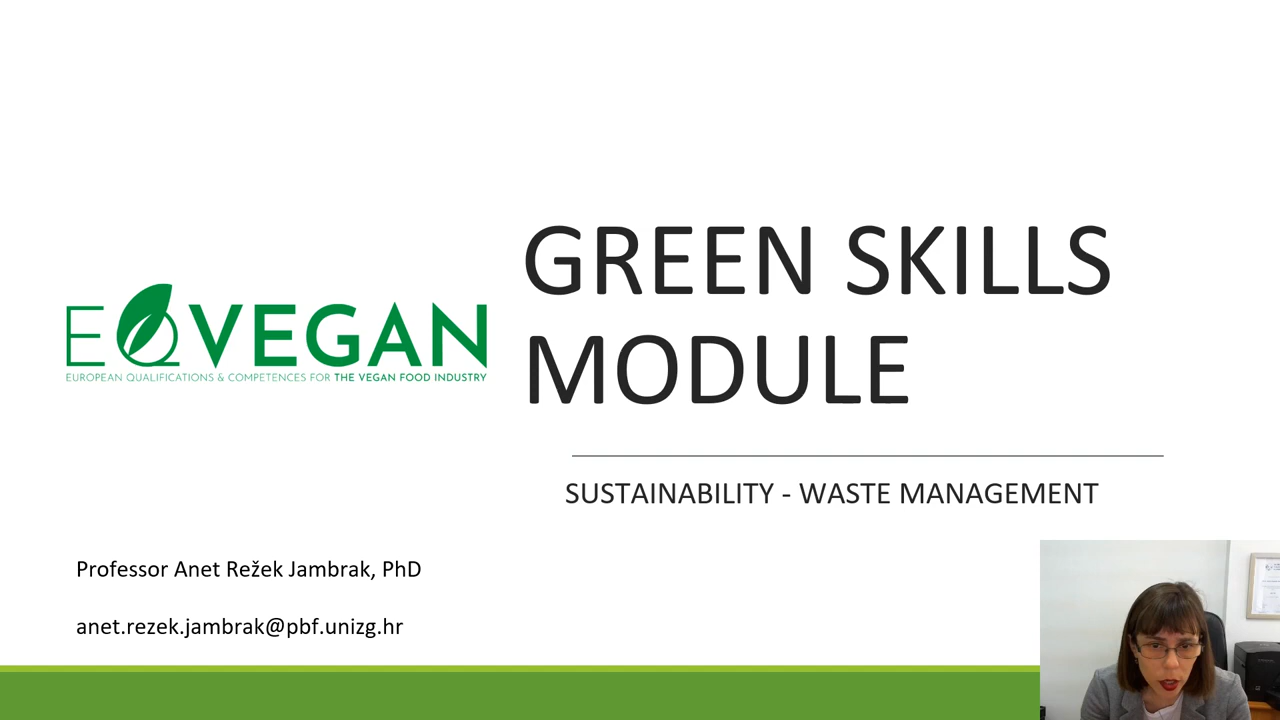 GREEN SKILLS
MODULE
EQVEGAN
EUROPEAN QUALIFICATIONS & COMPETENCES FOR THE VEGAN FOOD INDUSTRY
SUSTAINABILITY - WASTE MANAGEMENT
Professor Anet Režek Jambrak, PhD
anet.rezek.jambrak@pbf.unizg.hr